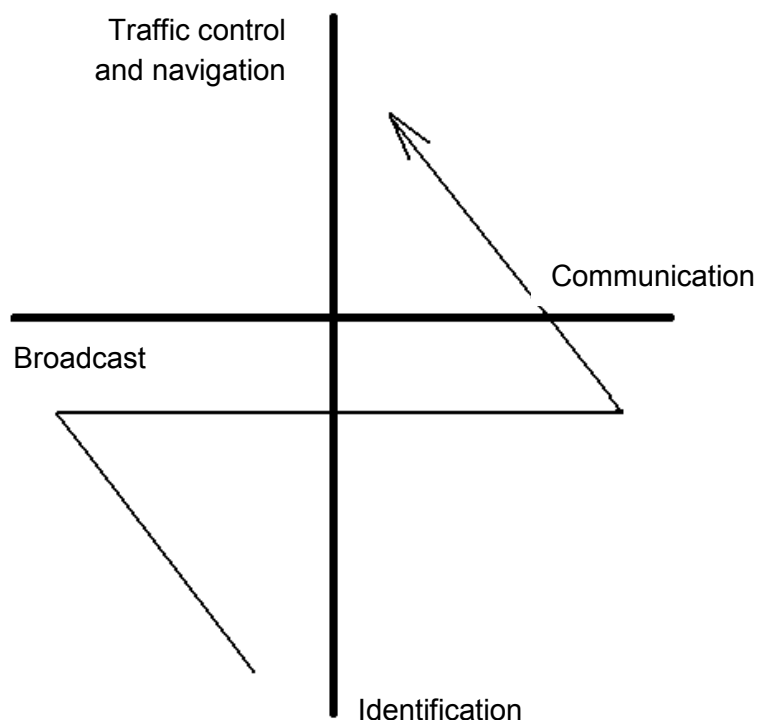 Traffic control
and navigation
Communication
Broadcast
Identification